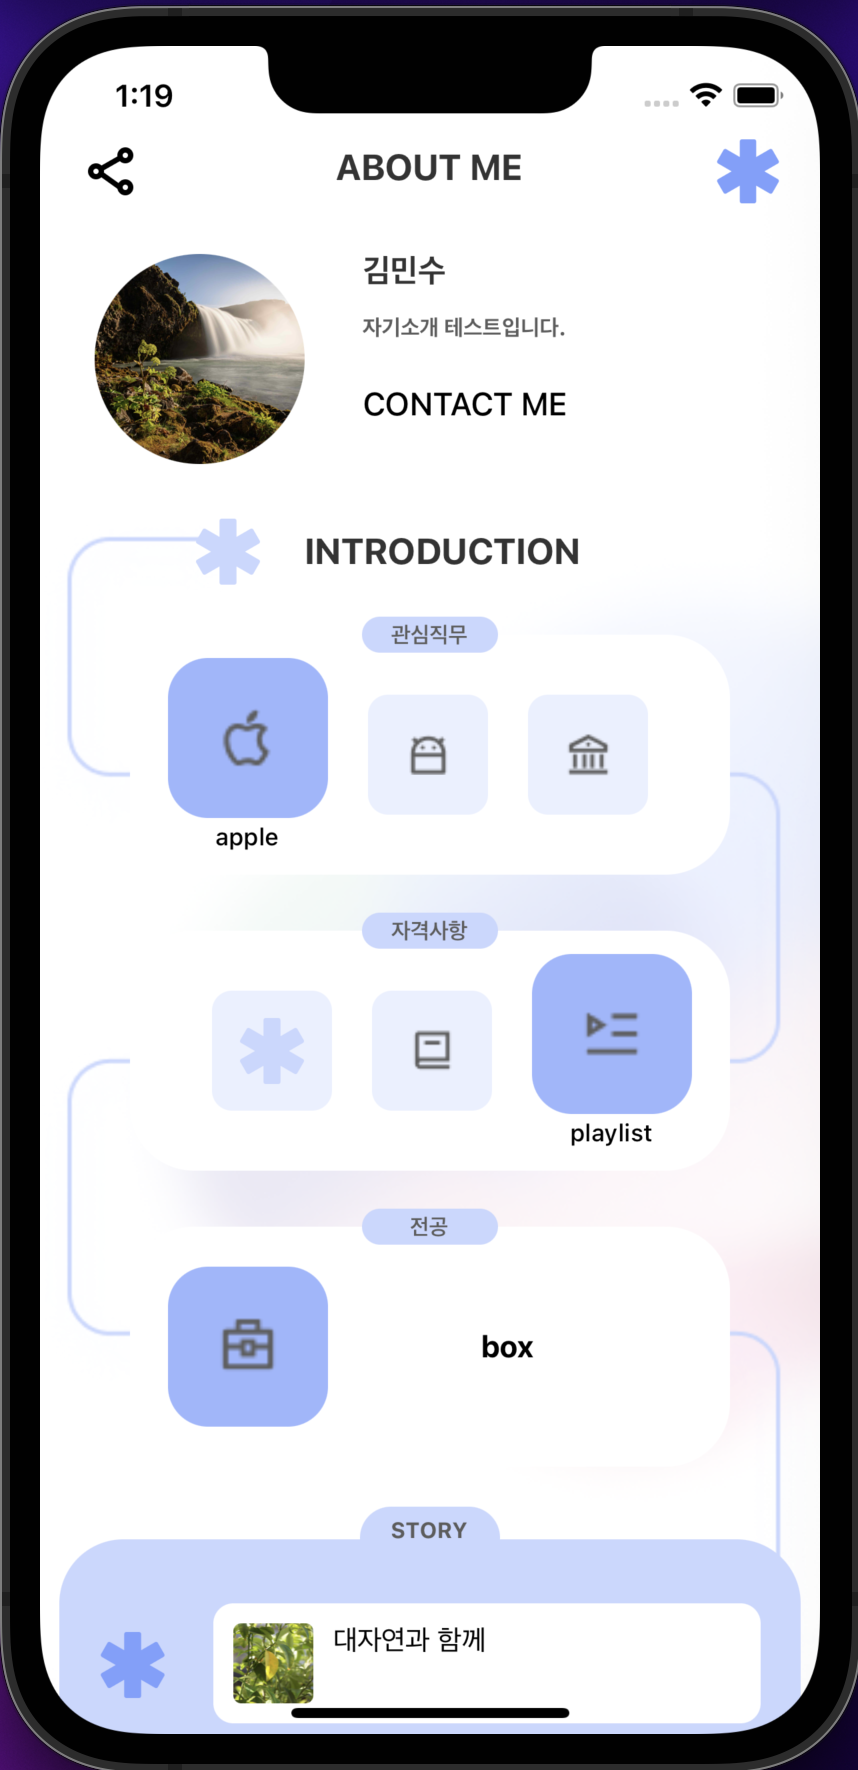 1:19
ABOUT ME
김민수
자기소개 테스트입니다.
CONTACT ME
INTRODUCTION
관심직무
apple
자격사항
playlist
전공
box
STORY
대자연과 함께